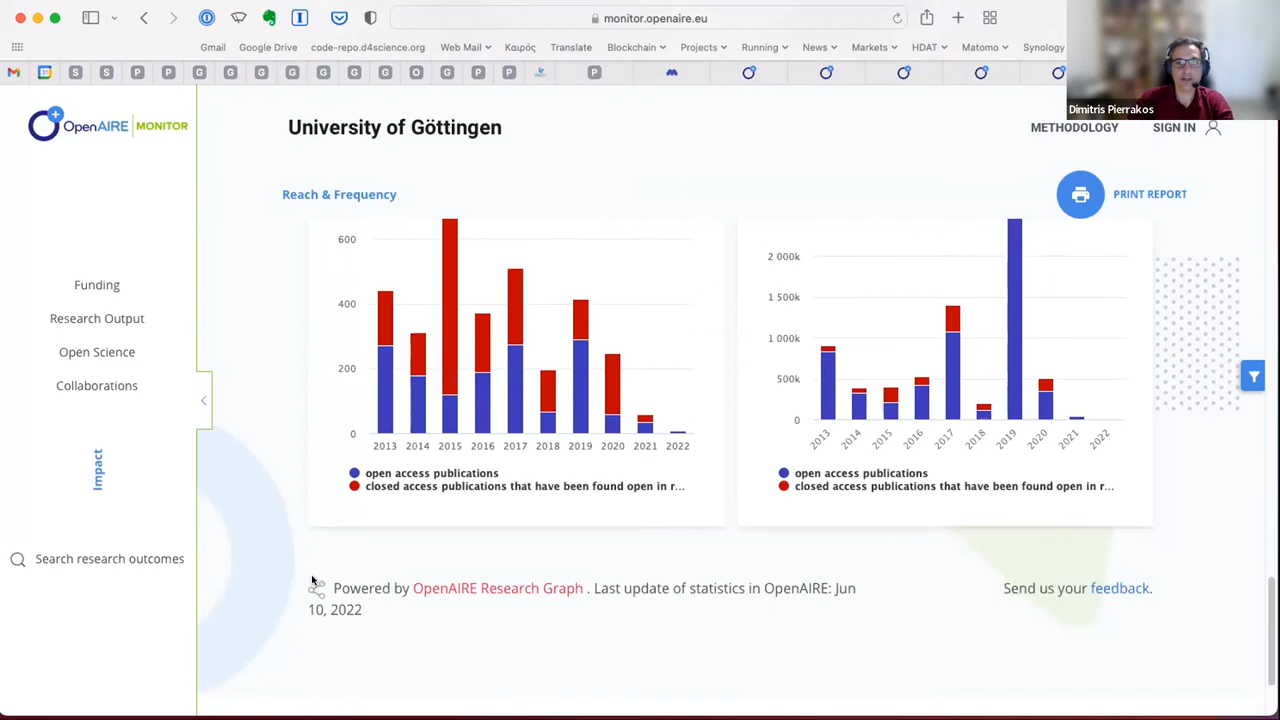 monitor.openaire.eu
Gmail Google Drive code-repo.d4science.org Web Mail Καιρός Translate Blockchain Projects Running News Markets HDAT Matomo Synology
S S P P G G G G G G G O G P P P
Dimitris Pierrakos
OpenAIRE MONITOR
University of Göttingen
METHODOLOGY SIGN IN
Reach & Frequency
PRINT REPORT
Funding
Research Output
Open Science
Collaborations
Impact
Search research outcomes
600
400
200
0
2013 2014 2015 2016 2017 2018 2019 2020 2021 2022
open access publications
closed access publications that have been found open in r...
2 000k
1 500k
1 000k
500k
0
2013 2014 2015 2016 2017 2018 2019 2020 2021 2022
open access publications
closed access publications that have been found open in r...
Powered by OpenAIRE Research Graph . Last update of statistics in OpenAIRE: Jun
10, 2022
Send us your feedback.